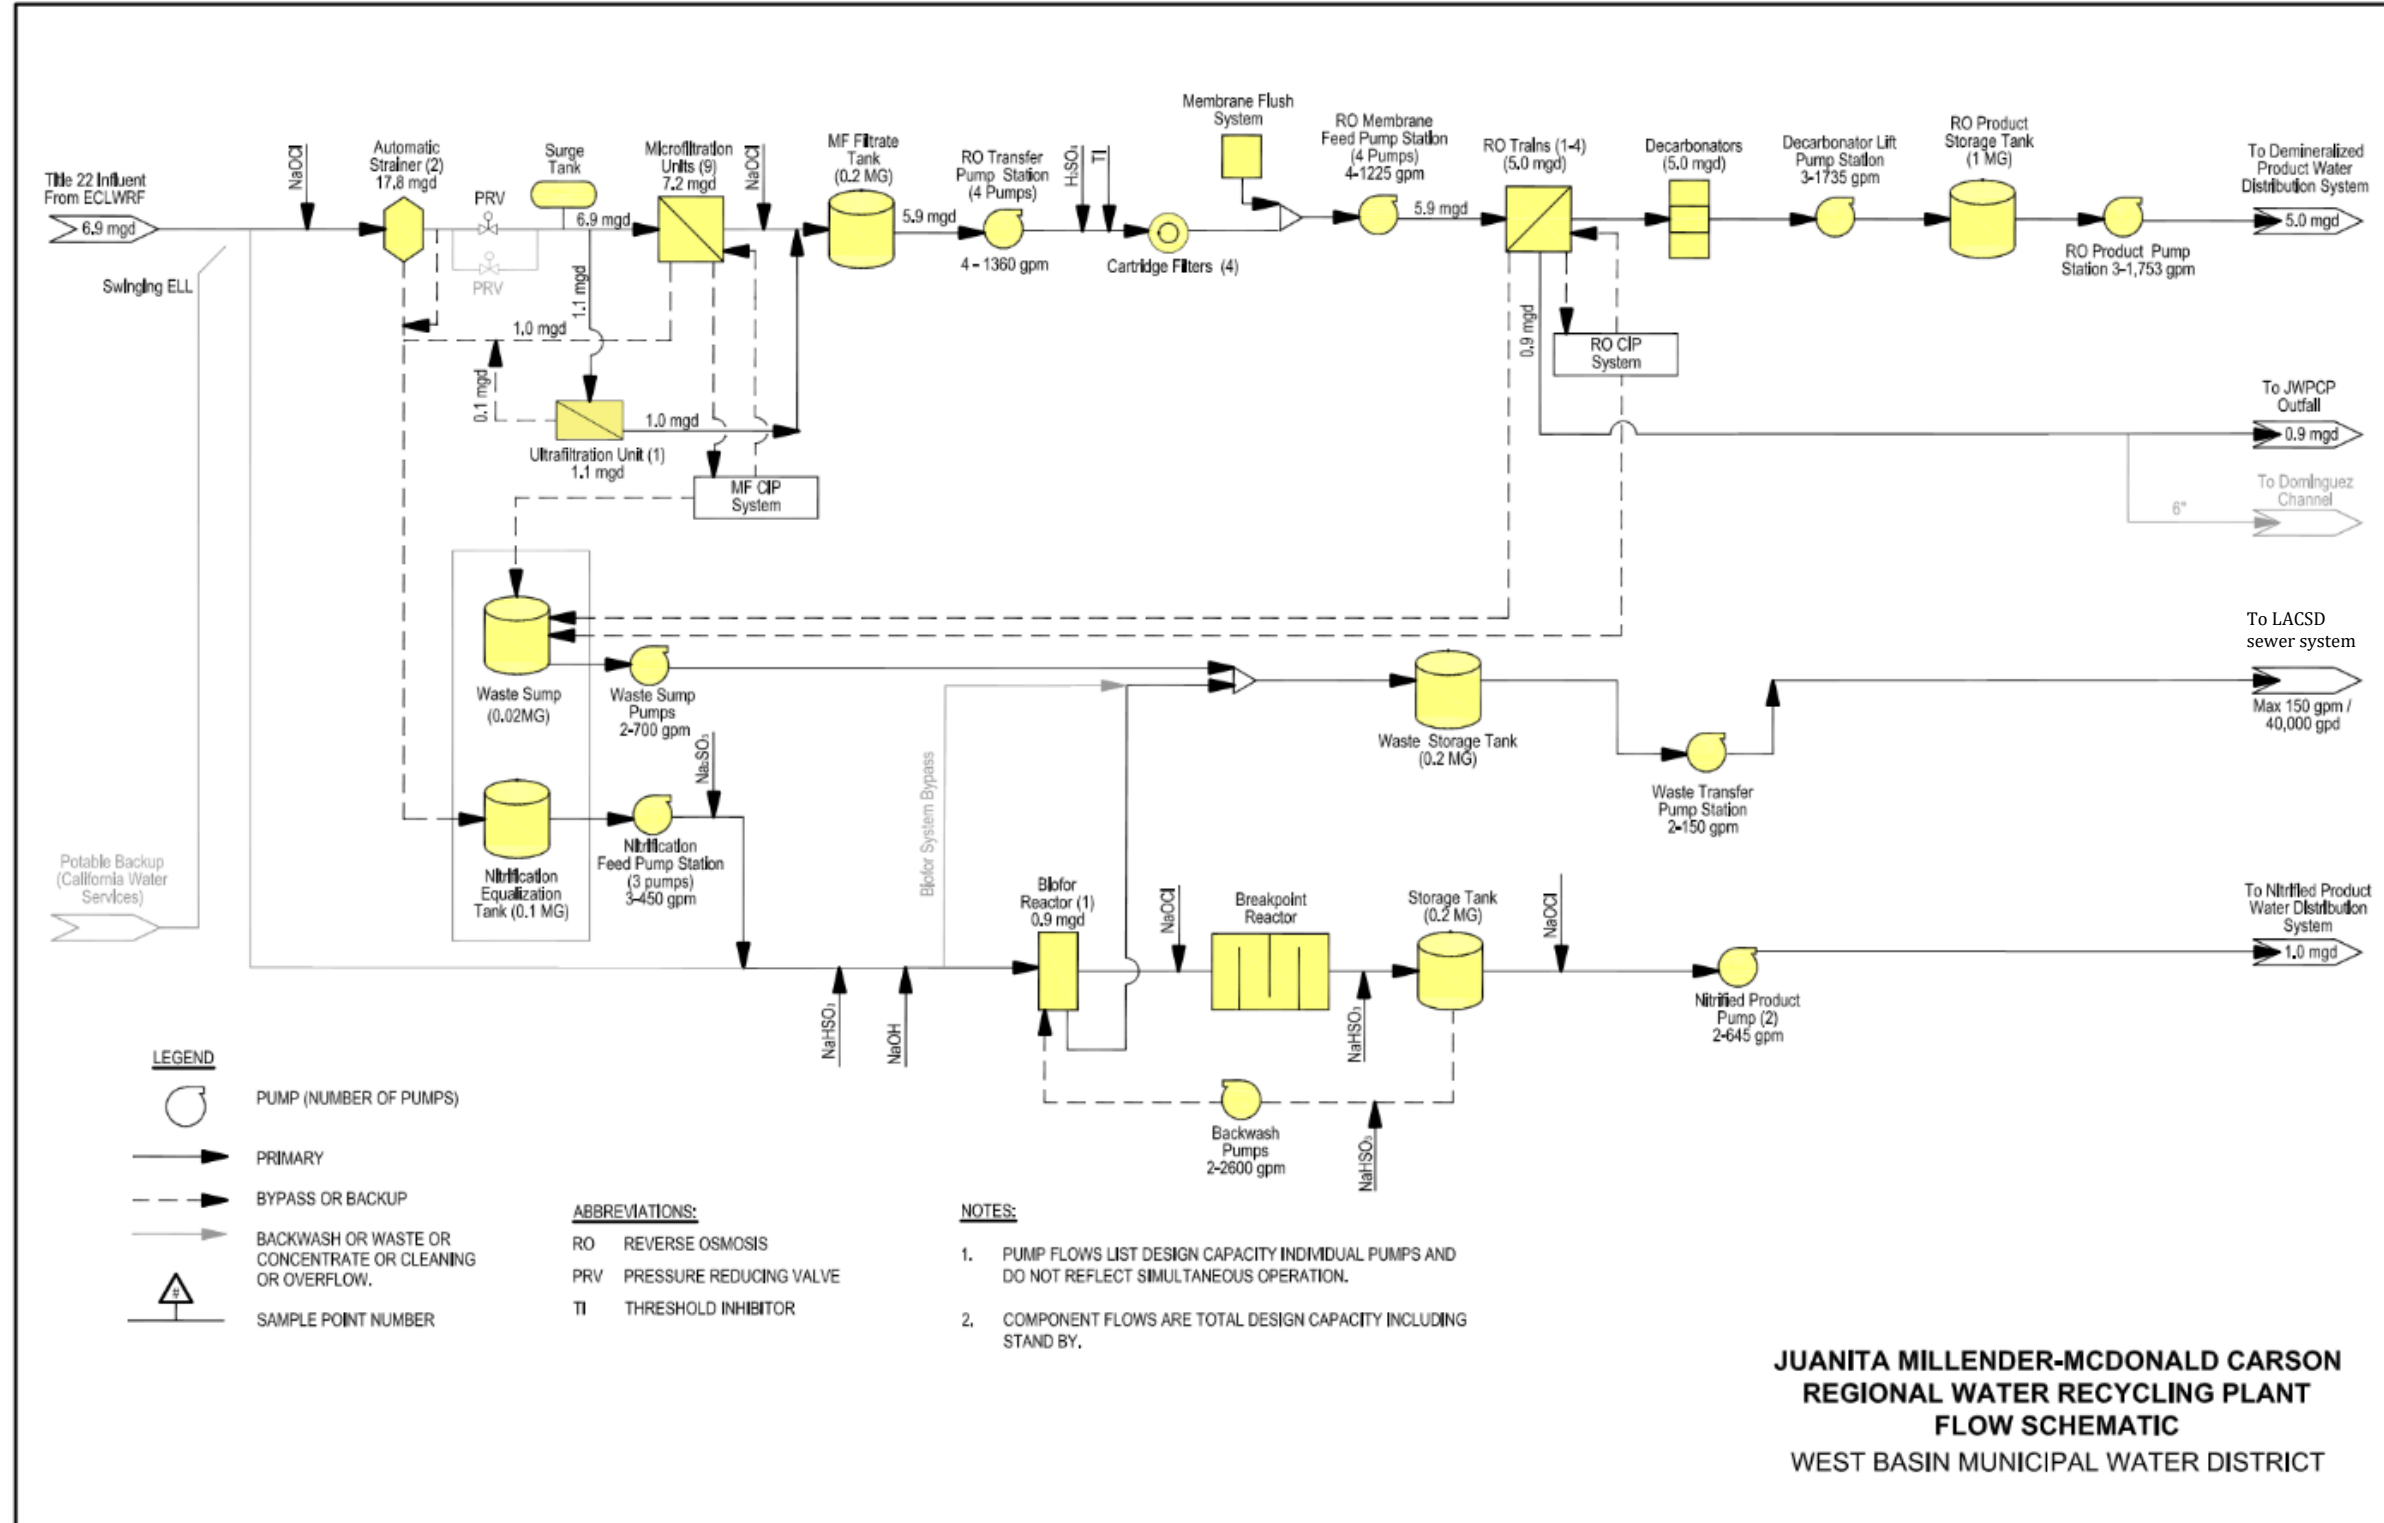 Title 22 Influent
From ECLWRF
6.9 mgd
Swinging ELL
NaOCl
Automatic
Strainer (2)
17.8 mgd
PRV
PRV
Surge
Tank
6.9 mgd
1.1 mgd
Microfiltration
Units (9)
7.2 mgd
NaOCl
MF Filtrate
Tank
(0.2 MG)
5.9 mgd
RO Transfer
Pump Station
(4 Pumps)
4-1360 gpm
H₂SO₄
TI
Cartridge Filters (4)
Membrane Flush
System
RO Membrane
Feed Pump Station
(4 Pumps)
4-1225 gpm
5.9 mgd
RO Trains (1-4)
(5.0 mgd)
Decarbonators
(5.0 mgd)
Decarbonator Lift
Pump Station
3-1735 gpm
RO Product
Storage Tank
(1 MG)
RO Product Pump
Station 3-1,753 gpm
To Demineralized
Product Water
Distribution System
5.0 mgd
1.0 mgd
0.1 mgd
1.0 mgd
Ultrafiltration Unit (1)
1.1 mgd
MF CIP
System
0.9 mgd
RO CIP
System
To JWPCP
Outfall
0.9 mgd
To Dominguez
Channel
6"
Waste Sump
(0.02MG)
Waste Sump
Pumps
2-700 gpm
Waste Storage Tank
(0.2 MG)
Waste Transfer
Pump Station
2-150 gpm
To LACSD
sewer system
Max 150 gpm /
40,000 gpd
Potable Backup
(California Water
Services)
Nitrification
Equalization
Tank (0.1 MG)
Nitrification
Feed Pump Station
(3 pumps)
3-450 gpm
Na₂SO₃
Biofor System Bypass
NaHSO₃
NaOH
Biofor
Reactor (1)
0.9 mgd
NaOCl
Breakpoint
Reactor
NaHSO₃
Storage Tank
(0.2 MG)
NaOCl
Nitrified Product
Pump (2)
2-645 gpm
To Nitrified Product
Water Distribution
System
1.0 mgd
Backwash
Pumps
2-2600 gpm
NaHSO₃
LEGEND
PUMP (NUMBER OF PUMPS)
PRIMARY
BYPASS OR BACKUP
BACKWASH OR WASTE OR
CONCENTRATE OR CLEANING
OR OVERFLOW.
#
SAMPLE POINT NUMBER
ABBREVIATIONS:
RO REVERSE OSMOSIS
PRV PRESSURE REDUCING VALVE
TI THRESHOLD INHIBITOR
NOTES:
1. PUMP FLOWS LIST DESIGN CAPACITY INDIVIDUAL PUMPS AND
DO NOT REFLECT SIMULTANEOUS OPERATION.
2. COMPONENT FLOWS ARE TOTAL DESIGN CAPACITY INCLUDING
STAND BY.
JUANITA MILLENDER-MCDONALD CARSON
REGIONAL WATER RECYCLING PLANT
FLOW SCHEMATIC
WEST BASIN MUNICIPAL WATER DISTRICT